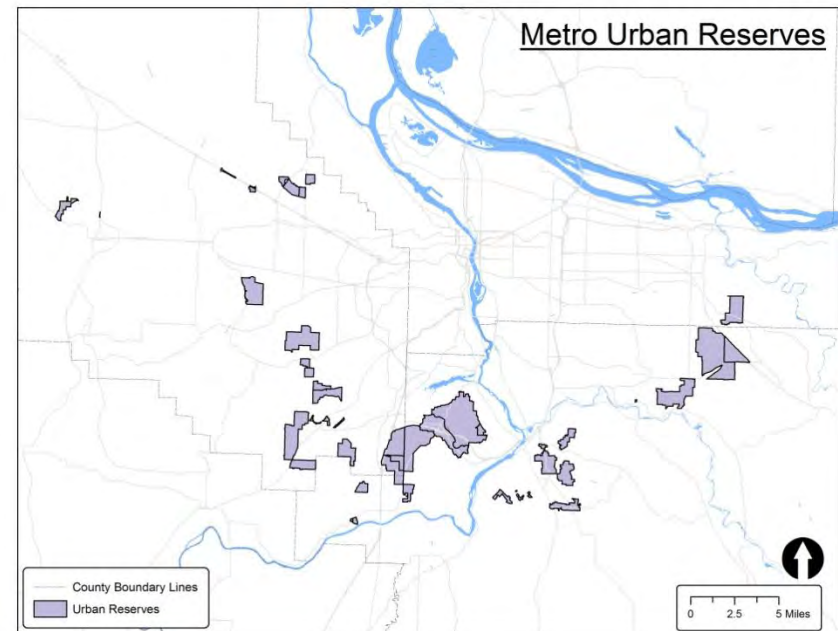 Metro Urban Reserves
County Boundary Lines
Urban Reserves
0 2.5 5 Miles